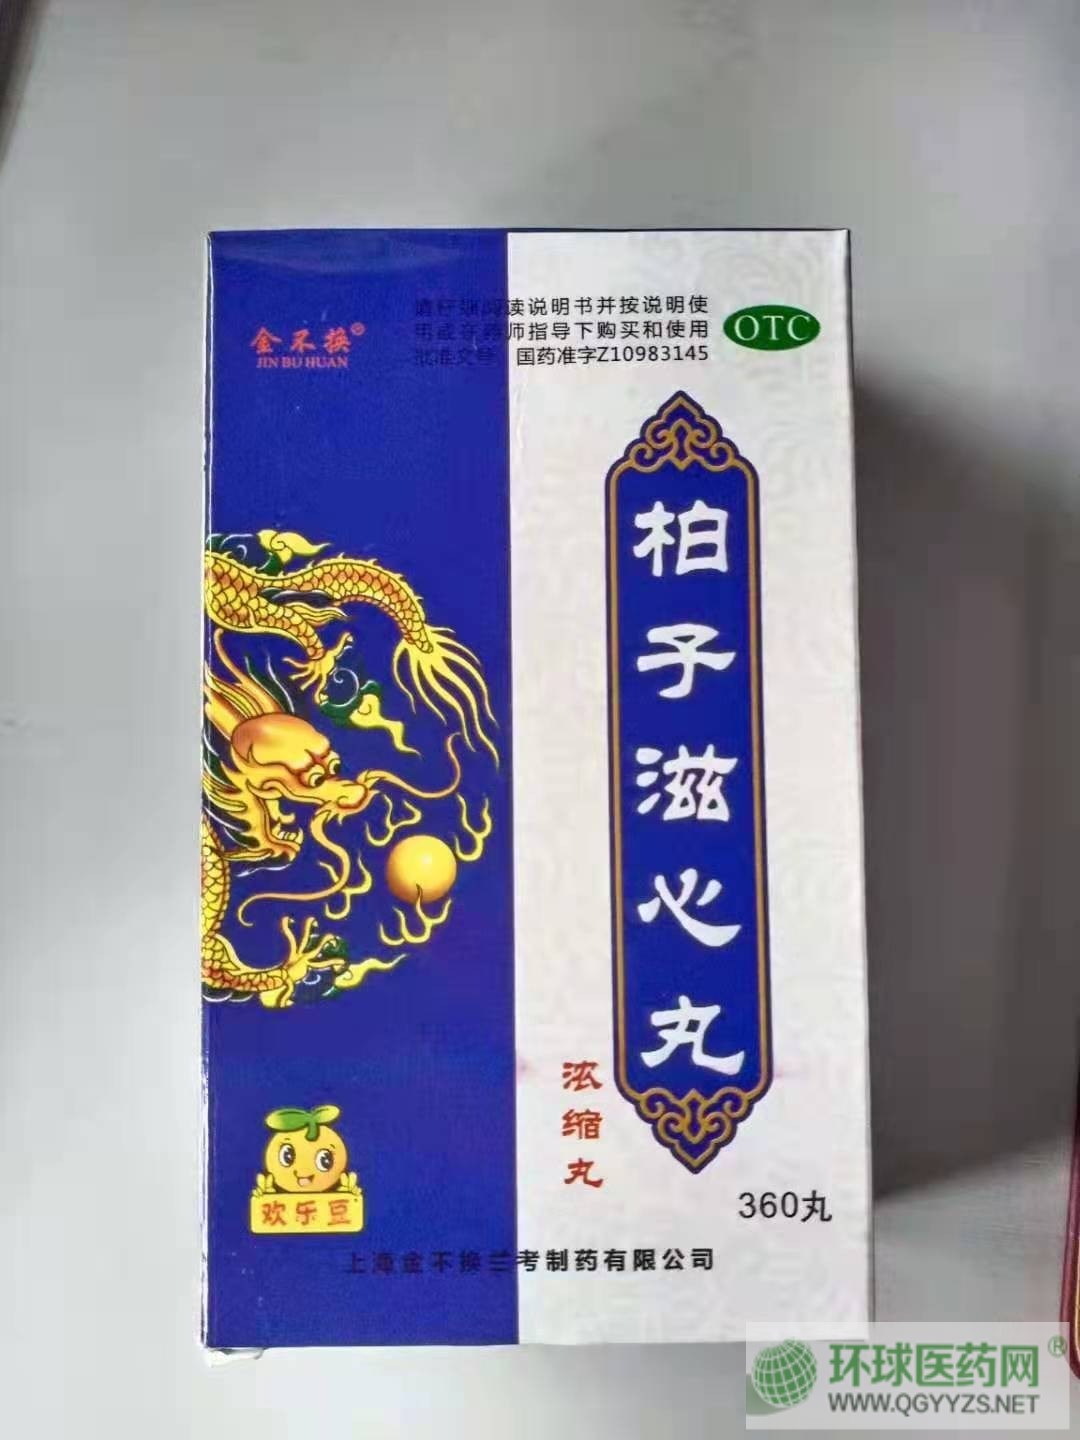 金不换®
JIN BU HUAN
请仔细阅读说明书并按说明使
用或在药师指导下购买和使用
批准文号 国药准字Z10983145
OTC
柏子滋心丸
浓缩丸
360丸
欢乐豆
上海金不换兰考制药有限公司
环球医药网®
WWW.QGYYZS.NET